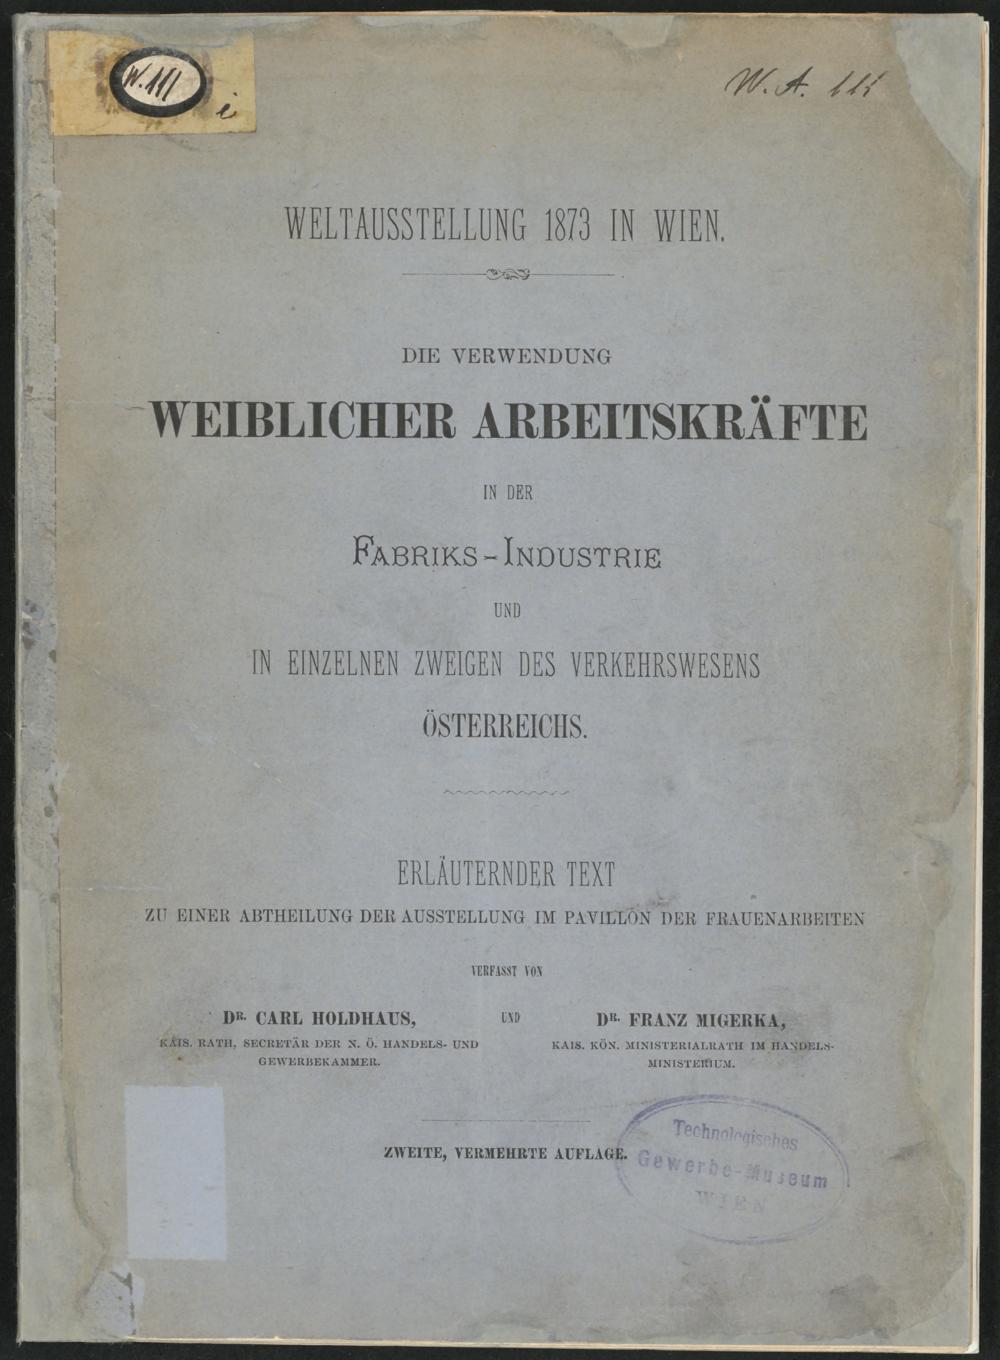 W. III
i
W. A.
WELTAUSSTELLUNG 1873 IN WIEN.
DIE VERWENDUNG
WEIBLICHER ARBEITSKRÄFTE
IN DER
FABRIKS-INDUSTRIE
UND
IN EINZELNEN ZWEIGEN DES VERKEHRSWESENS
ÖSTERREICHS.
ERLÄUTERNDER TEXT
ZU EINER ABTHEILUNG DER AUSSTELLUNG IM PAVILLON DER FRAUENARBEITEN
VERFASST VON
DR. CARL HOLDHAUS, UND DR. FRANZ MIGERKA,
KAIS. RATH, SECRETÄR DER N. Ö. HANDELS- UND
GEWERBEKAMMER.
KAIS. KÖN. MINISTERIALRATH IM HANDELS-
MINISTERIUM.
ZWEITE, VERMEHRTE AUFLAGE.
Technologisches
Gewerbe-Museum
WIEN